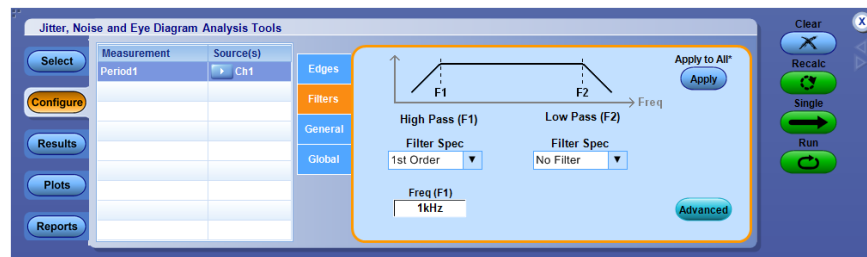 Jitter, Noise and Eye Diagram Analysis Tools
Clear
X
Select
Measurement Source(s)
Period1 Ch1
Edges
Apply to All*
Apply
Recalc
Configure
Filters
F1 F2 Freq
Single
High Pass (F1) Low Pass (F2)
General
Results
Filter Spec Filter Spec
Run
Global
1st Order No Filter
Plots
Freq (F1)
1kHz
Advanced
Reports